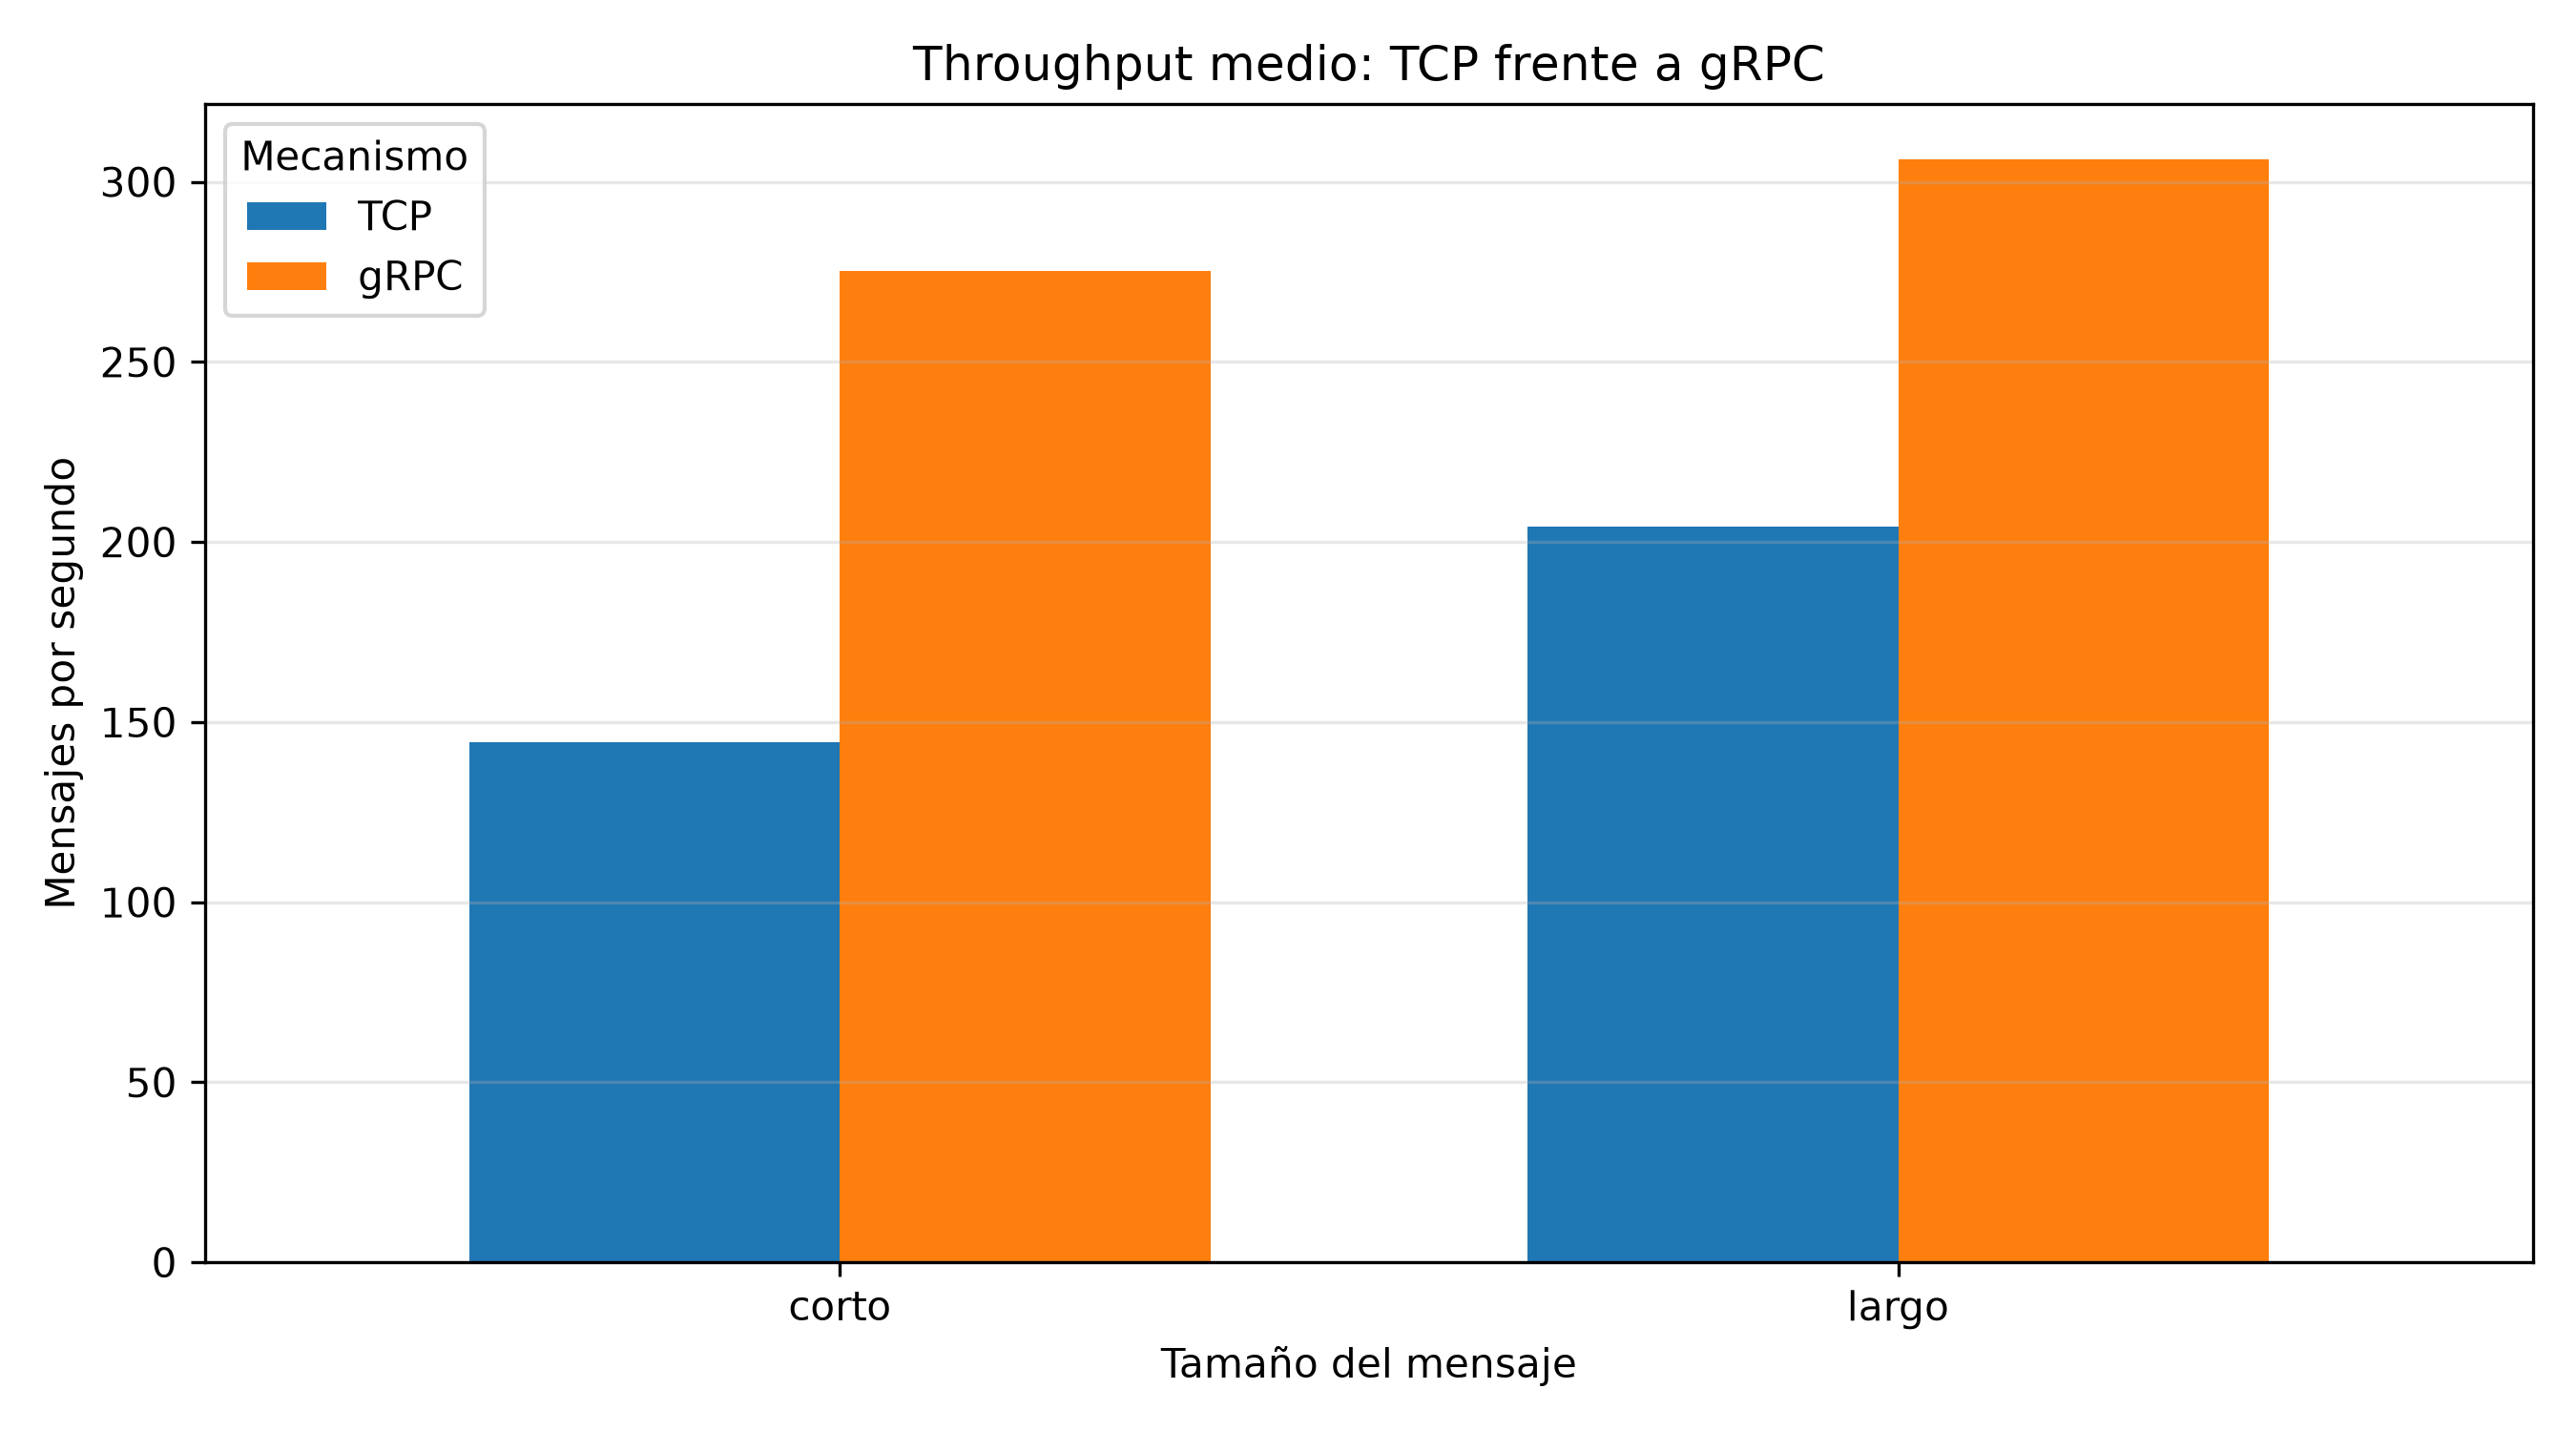 Throughput medio: TCP frente a gRPC
Mecanismo
TCP
gRPC
Mensajes por segundo
300
250
200
150
100
50
0
corto
largo
Tamaño del mensaje